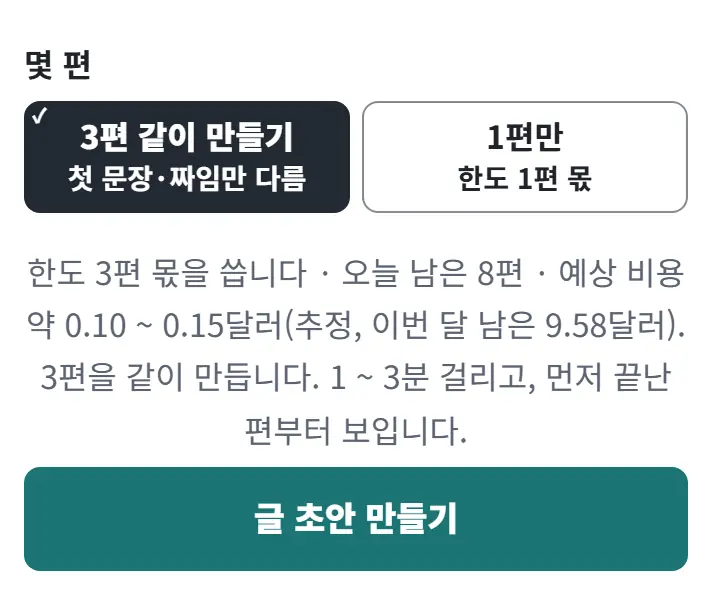 몇 편
✓
3편 같이 만들기
첫 문장·짜임만 다름
1편만
한도 1편 몫
한도 3편 몫을 씁니다 · 오늘 남은 8편 · 예상 비용
약 0.10 ~ 0.15달러(추정, 이번 달 남은 9.58달러).
3편을 같이 만듭니다. 1 ~ 3분 걸리고, 먼저 끝난
편부터 보입니다.
글 초안 만들기